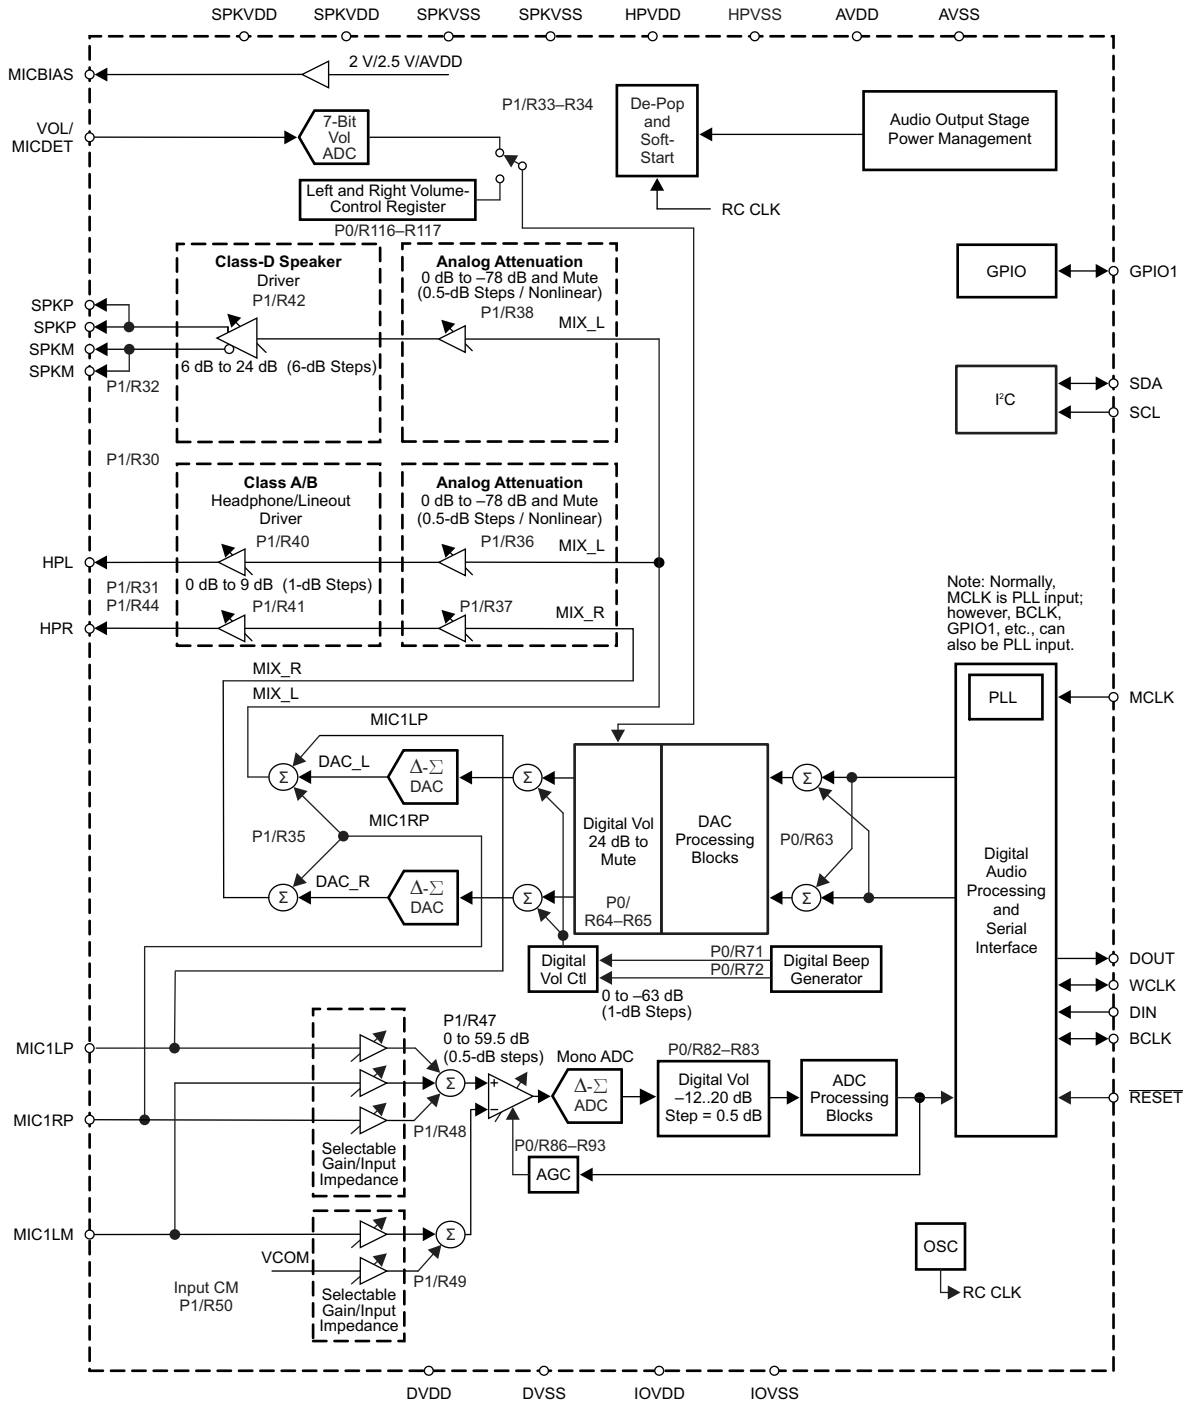 SPKVDD SPKVDD SPKVSS SPKVSS HPVDD HPVSS AVDD AVSS
MICBIAS
2 V/2.5 V/AVDD
VOL/
MICDET
7-Bit
Vol
ADC
P1/R33–R34
De-Pop
and
Soft-
Start
Audio Output Stage
Power Management
Left and Right Volume-
Control Register
RC CLK
P0/R116–R117
Class-D Speaker
Driver
P1/R42
Analog Attenuation
0 dB to –78 dB and Mute
(0.5-dB Steps / Nonlinear)
P1/R38
MIX_L
GPIO
GPIO1
SPKP
SPKP
SPKM
SPKM
6 dB to 24 dB (6-dB Steps)
P1/R32
I²C
SDA
SCL
P1/R30
Class A/B
Headphone/Lineout
Driver
P1/R40
Analog Attenuation
0 dB to –78 dB and Mute
(0.5-dB Steps / Nonlinear)
P1/R36
MIX_L
HPL
P1/R31
P1/R44
0 dB to 9 dB (1-dB Steps)
P1/R41
P1/R37
MIX_R
HPR
Note: Normally,
MCLK is PLL input;
however, BCLK,
GPIO1, etc., can
also be PLL input.
MIX_R
MIX_L
MIC1LP
PLL
MCLK
Σ
DAC_L
Δ-Σ
DAC
Σ
Σ
P1/R35
MIC1RP
Digital Vol
24 dB to
Mute
P0/
R64–R65
DAC
Processing
Blocks
P0/R63
Digital
Audio
Processing
and
Serial
Interface
Σ
DAC_R
Δ-Σ
DAC
Σ
Σ
Digital
Vol Ctl
P0/R71
P0/R72
Digital Beep
Generator
0 to –63 dB
(1-dB Steps)
DOUT
WCLK
DIN
BCLK
RESET
MIC1LP
P1/R47
0 to 59.5 dB
(0.5-dB steps)
Mono ADC
P0/R82–R83
Σ
+
–
Δ-Σ
ADC
Digital Vol
–12..20 dB
Step = 0.5 dB
ADC
Processing
Blocks
MIC1RP
P1/R48
Selectable
Gain/Input
Impedance
P0/R86–R93
AGC
MIC1LM
Σ
VCOM
P1/R49
Input CM
P1/R50
Selectable
Gain/Input
Impedance
OSC
RC CLK
DVDD DVSS IOVDD IOVSS